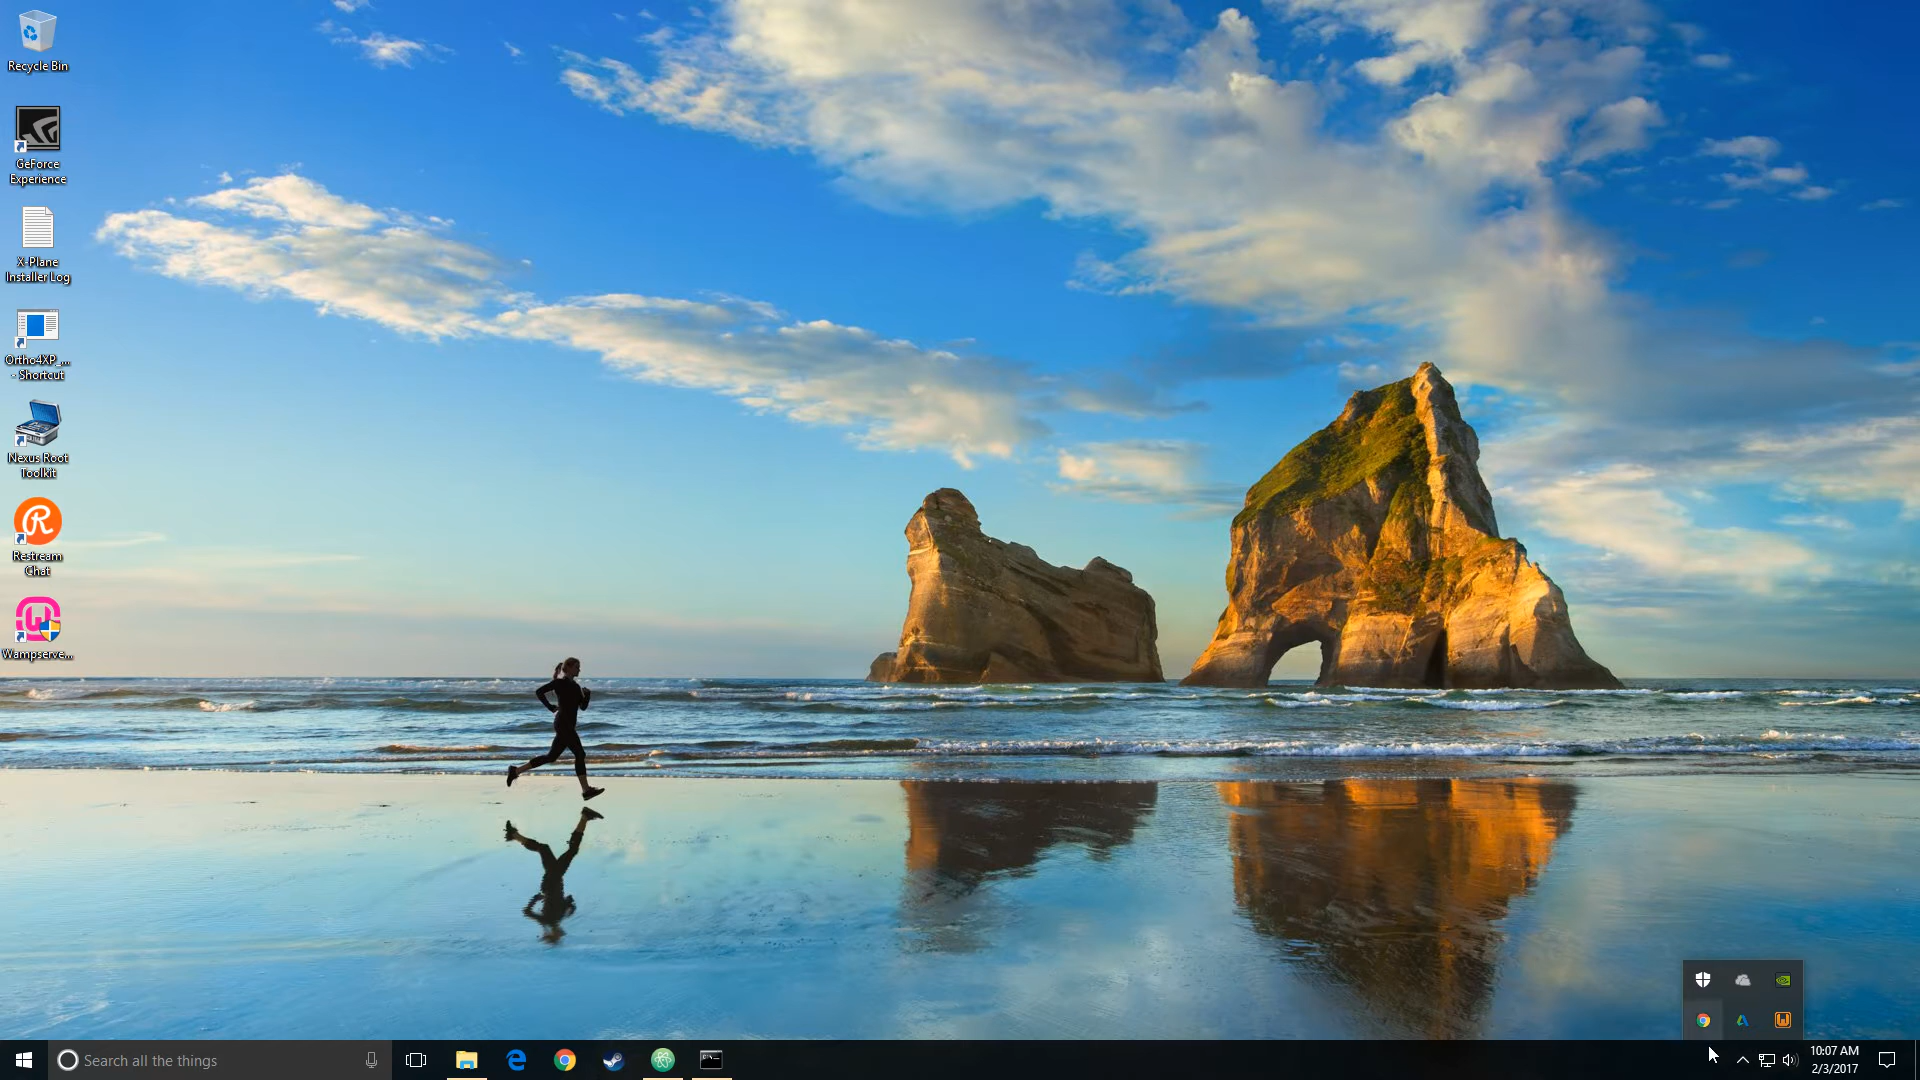 Recycle Bin
GeForce
Experience
X-Plane
Installer Log
Ortho4XP_...
- Shortcut
Nexus Root
Toolkit
Restream
Chat
Wampserve...
Search all the things
10:07 AM
2/3/2017